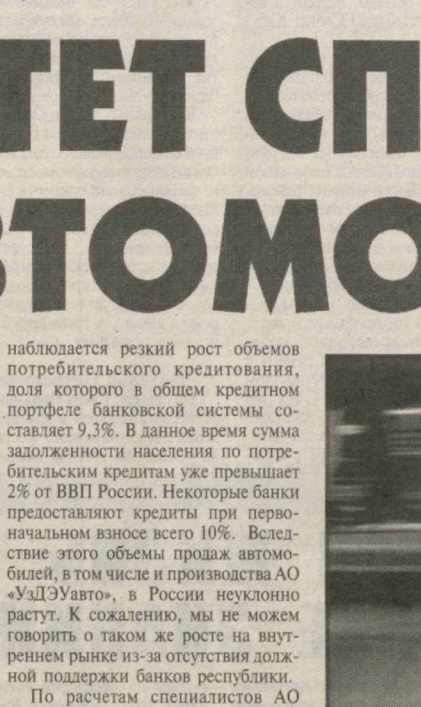 ТЕТ СП
ВТОМО
наблюдается резкий рост объемов
потребительского кредитования,
доля которого в общем кредитном
портфеле банковской системы со-
ставляет 9,3%. В данное время сумма
задолженности населения по потре-
бительским кредитам уже превышает
2% от ВВП России. Некоторые банки
предоставляют кредиты при перво-
начальном взносе всего 10%. Вслед-
ствие этого объемы продаж автомо-
билей, в том числе и производства АО
«УзДЭУавто», в России неуклонно
растут. К сожалению, мы не можем
говорить о таком же росте на внут-
реннем рынке из-за отсутствия долж-
ной поддержки банков республики.
По расчетам специалистов АО